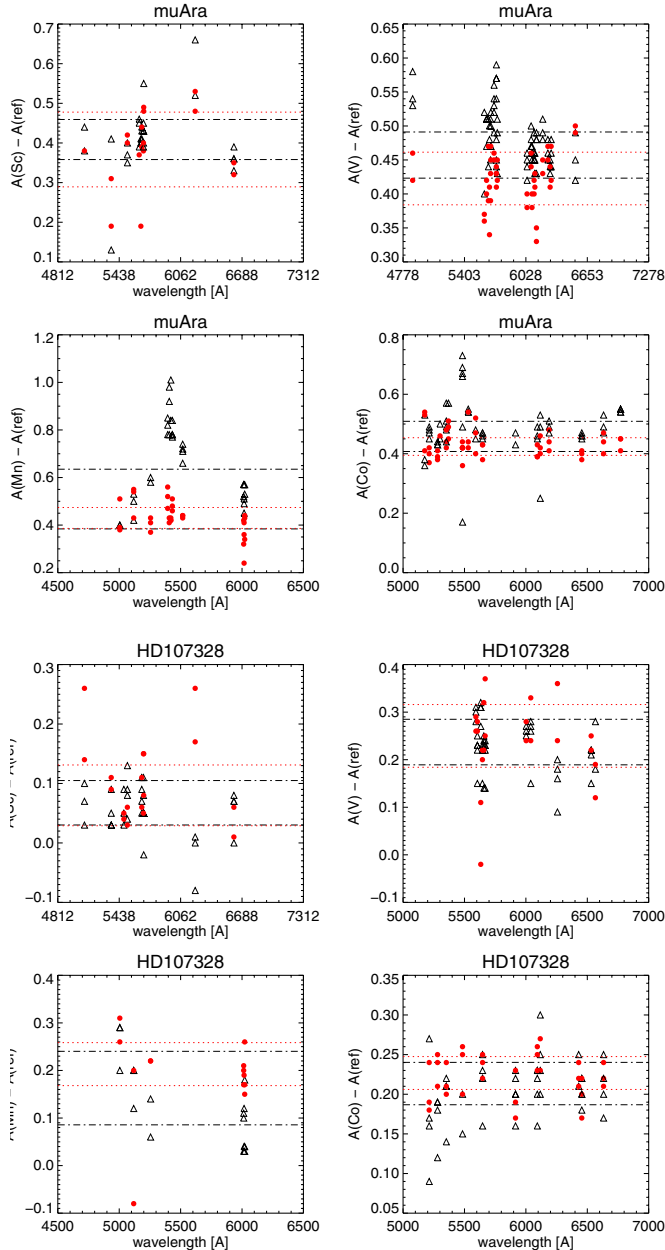 muAra
A(Sc) − A(ref)
0.7
0.6
0.5
0.4
0.3
0.2
0.1
4812 5438 6062 6688 7312
wavelength [A]
muAra
A(V) − A(ref)
0.65
0.60
0.55
0.50
0.45
0.40
0.35
0.30
4778 5403 6028 6653 7278
wavelength [A]
muAra
A(Mn) − A(ref)
1.2
1.0
0.8
0.6
0.4
0.2
4500 5000 5500 6000 6500
wavelength [A]
muAra
A(Co) − A(ref)
0.8
0.6
0.4
0.2
0.0
5000 5500 6000 6500 7000
wavelength [A]
HD107328
− A(ref)
0.3
0.2
0.1
0.0
−0.1
4812 5438 6062 6688 7312
wavelength [A]
HD107328
A(V) − A(ref)
0.4
0.3
0.2
0.1
0.0
−0.1
5000 5500 6000 6500 7000
wavelength [A]
HD107328
A(Mn) − A(ref)
0.4
0.3
0.2
0.1
0.0
−0.1
4500 5000 5500 6000 6500
wavelength [A]
HD107328
A(Co) − A(ref)
0.35
0.30
0.25
0.20
0.15
0.10
0.05
5000 5500 6000 6500 7000
wavelength [A]